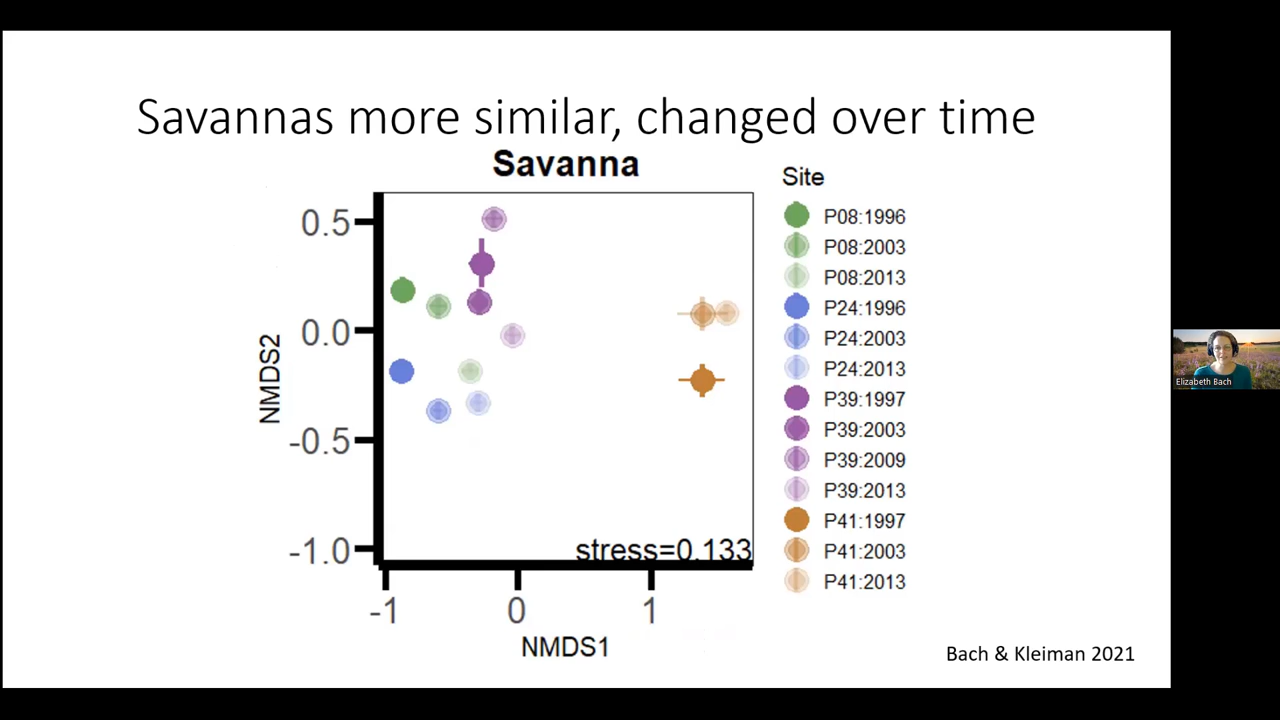 Savannas more similar, changed over time
Savanna
0.5
0.0
-0.5
-1.0
NMDS2
stress=0.133
-1
0
1
NMDS1
Site
P08:1996
P08:2003
P08:2013
P24:1996
P24:2003
P24:2013
P39:1997
P39:2003
P39:2009
P39:2013
P41:1997
P41:2003
P41:2013
Bach & Kleiman 2021
Elizabeth Bach